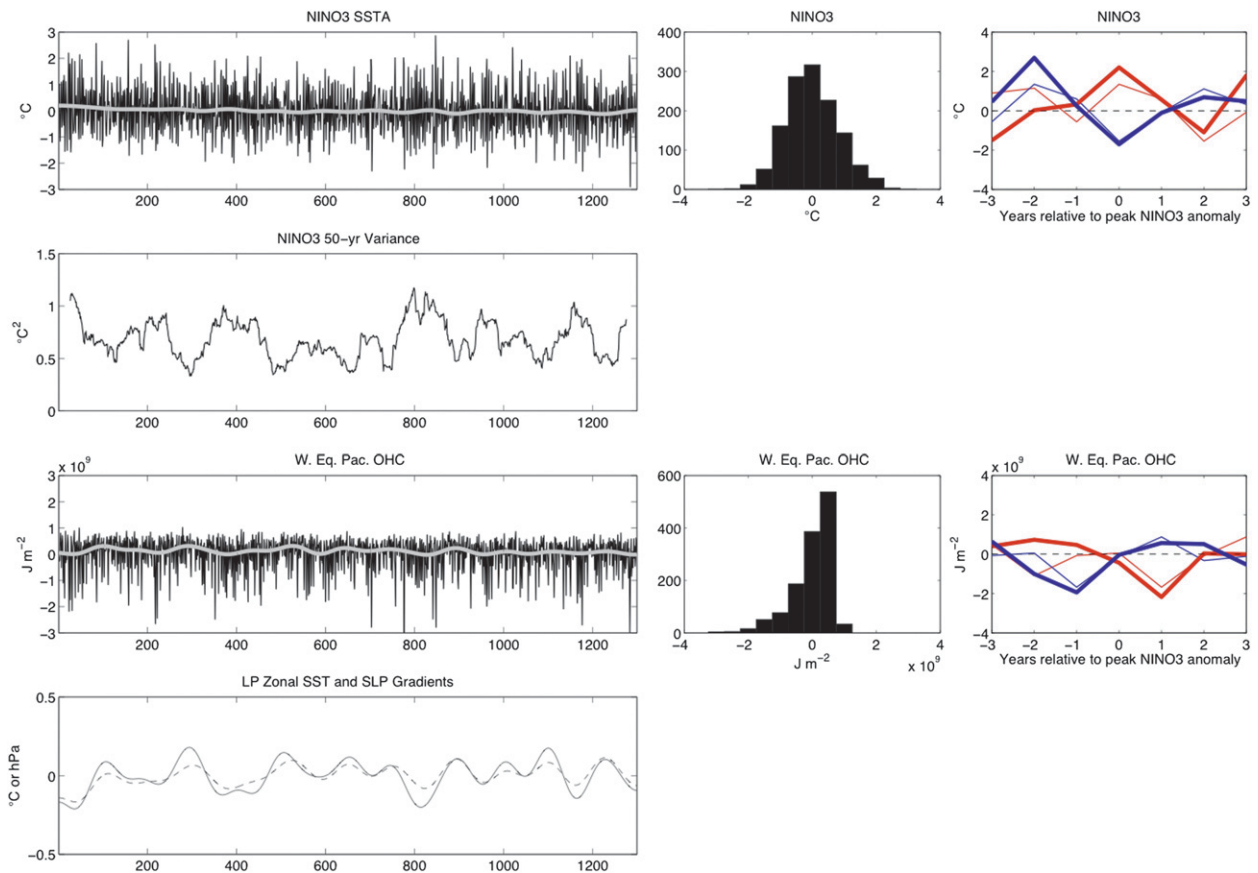 NINO3 SSTA
3
2
1
0
−1
−2
−3
°C
200 400 600 800 1000 1200
NINO3
400
300
200
100
0
−4 −2 0 2 4
°C
NINO3
4
2
0
−2
−4
°C
−3 −2 −1 0 1 2 3
Years relative to peak NINO3 anomaly
NINO3 50−yr Variance
1.5
1
0.5
0
°C2
200 400 600 800 1000 1200
W. Eq. Pac. OHC
x 10 9
3
2
1
0
−1
−2
−3
J m−2
200 400 600 800 1000 1200
W. Eq. Pac. OHC
600
400
200
0
−4 −2 0 2 4
J m−2
x 10 9
W. Eq. Pac. OHC
x 10 9
4
2
0
−2
−4
J m−2
−3 −2 −1 0 1 2 3
Years relative to peak NINO3 anomaly
LP Zonal SST and SLP Gradients
0.5
0
−0.5
°C or hPa
200 400 600 800 1000 1200